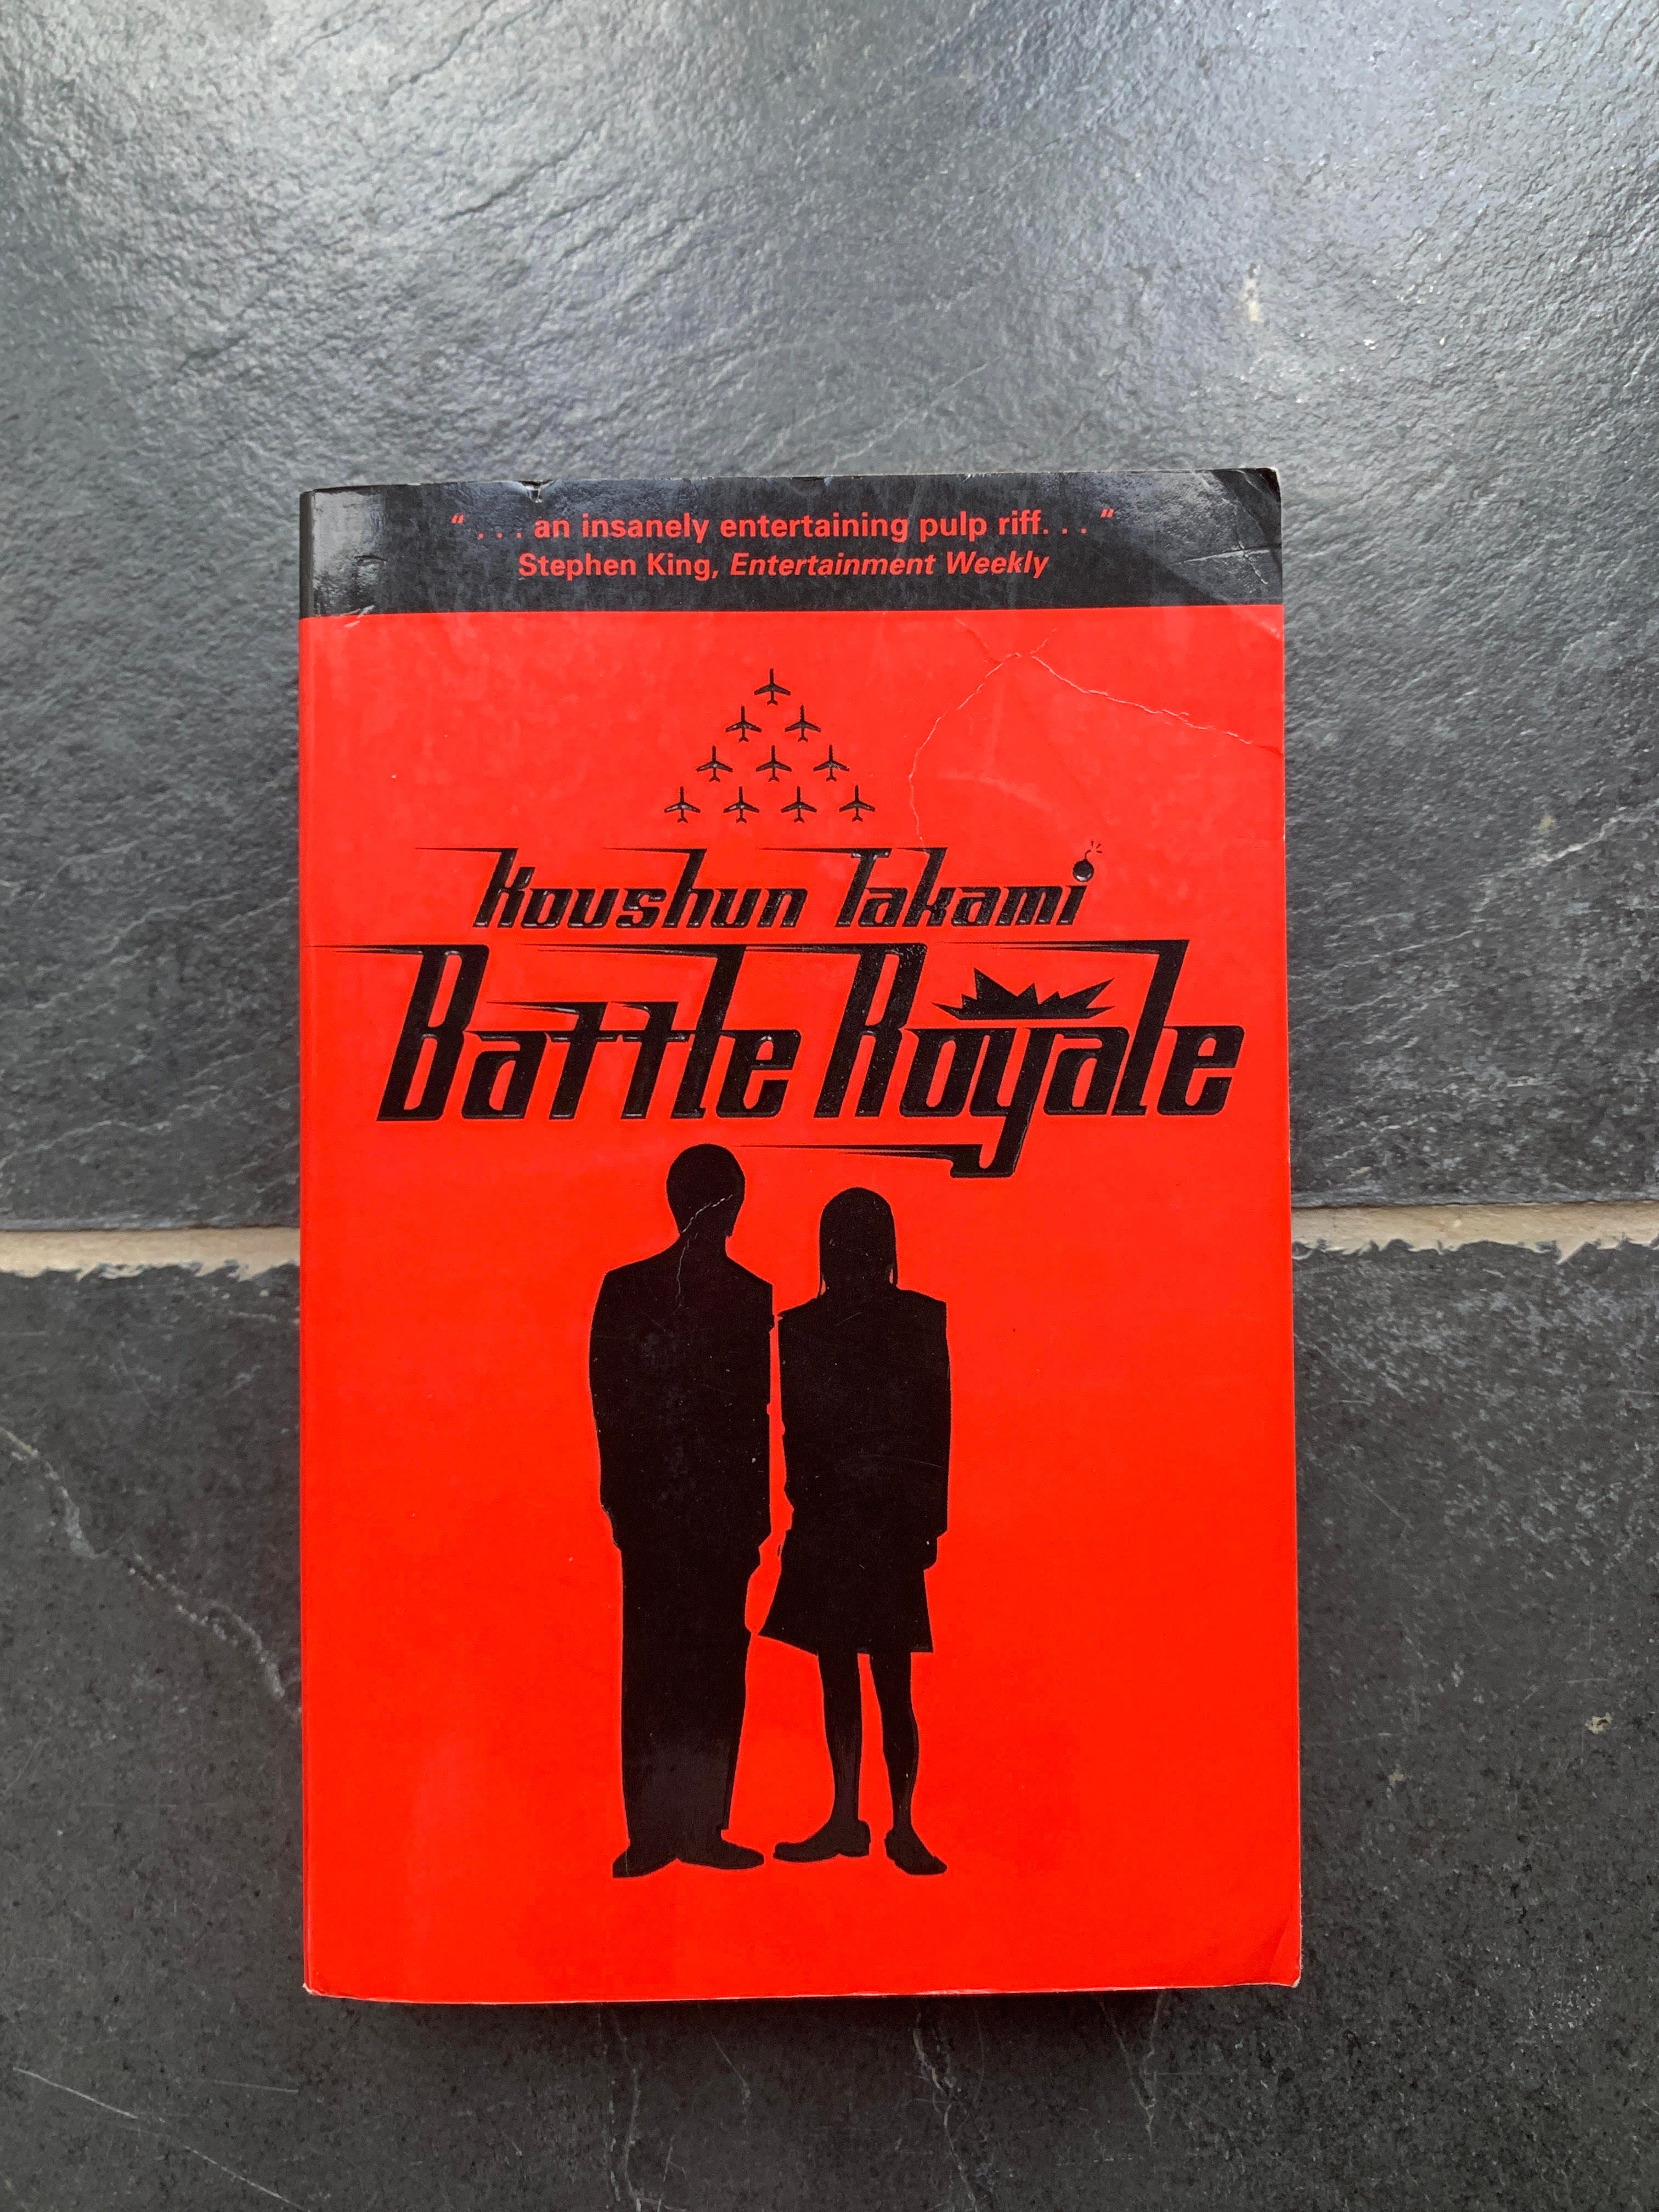 “. . . an insanely entertaining pulp riff. . . “
Stephen King, Entertainment Weekly
Koushun Takami
Battle Royale